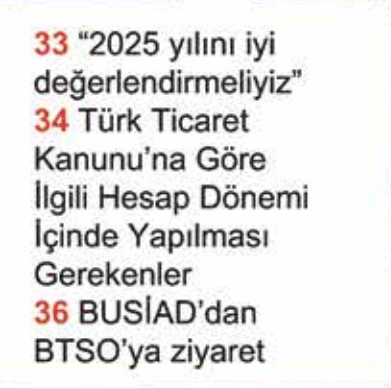 33 “2025 yılını iyi
değerlendirmeliyiz”
34 Türk Ticaret
Kanunu’na Göre
İlgili Hesap Dönemi
İçinde Yapılması
Gerekenler
36 BUSİAD’dan
BTSO’ya ziyaret